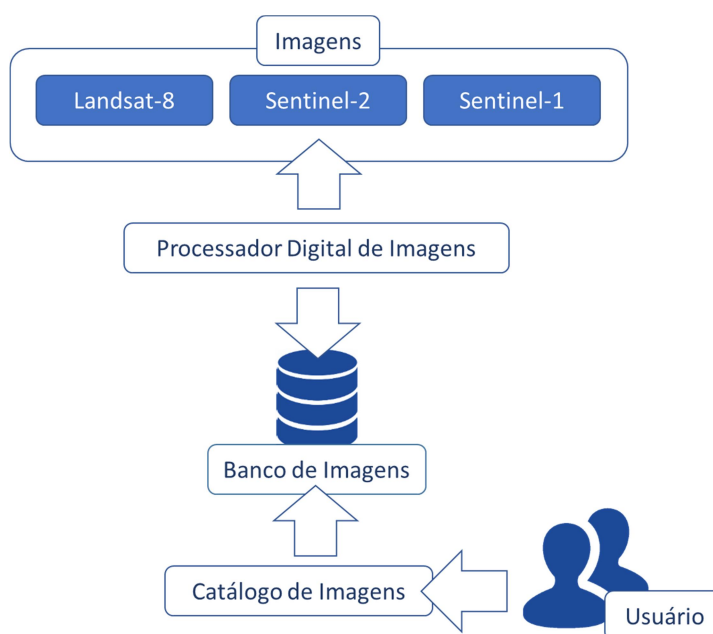 Imagens
Landsat-8
Sentinel-2
Sentinel-1
Processador Digital de Imagens
Banco de Imagens
Catálogo de Imagens
Usuário